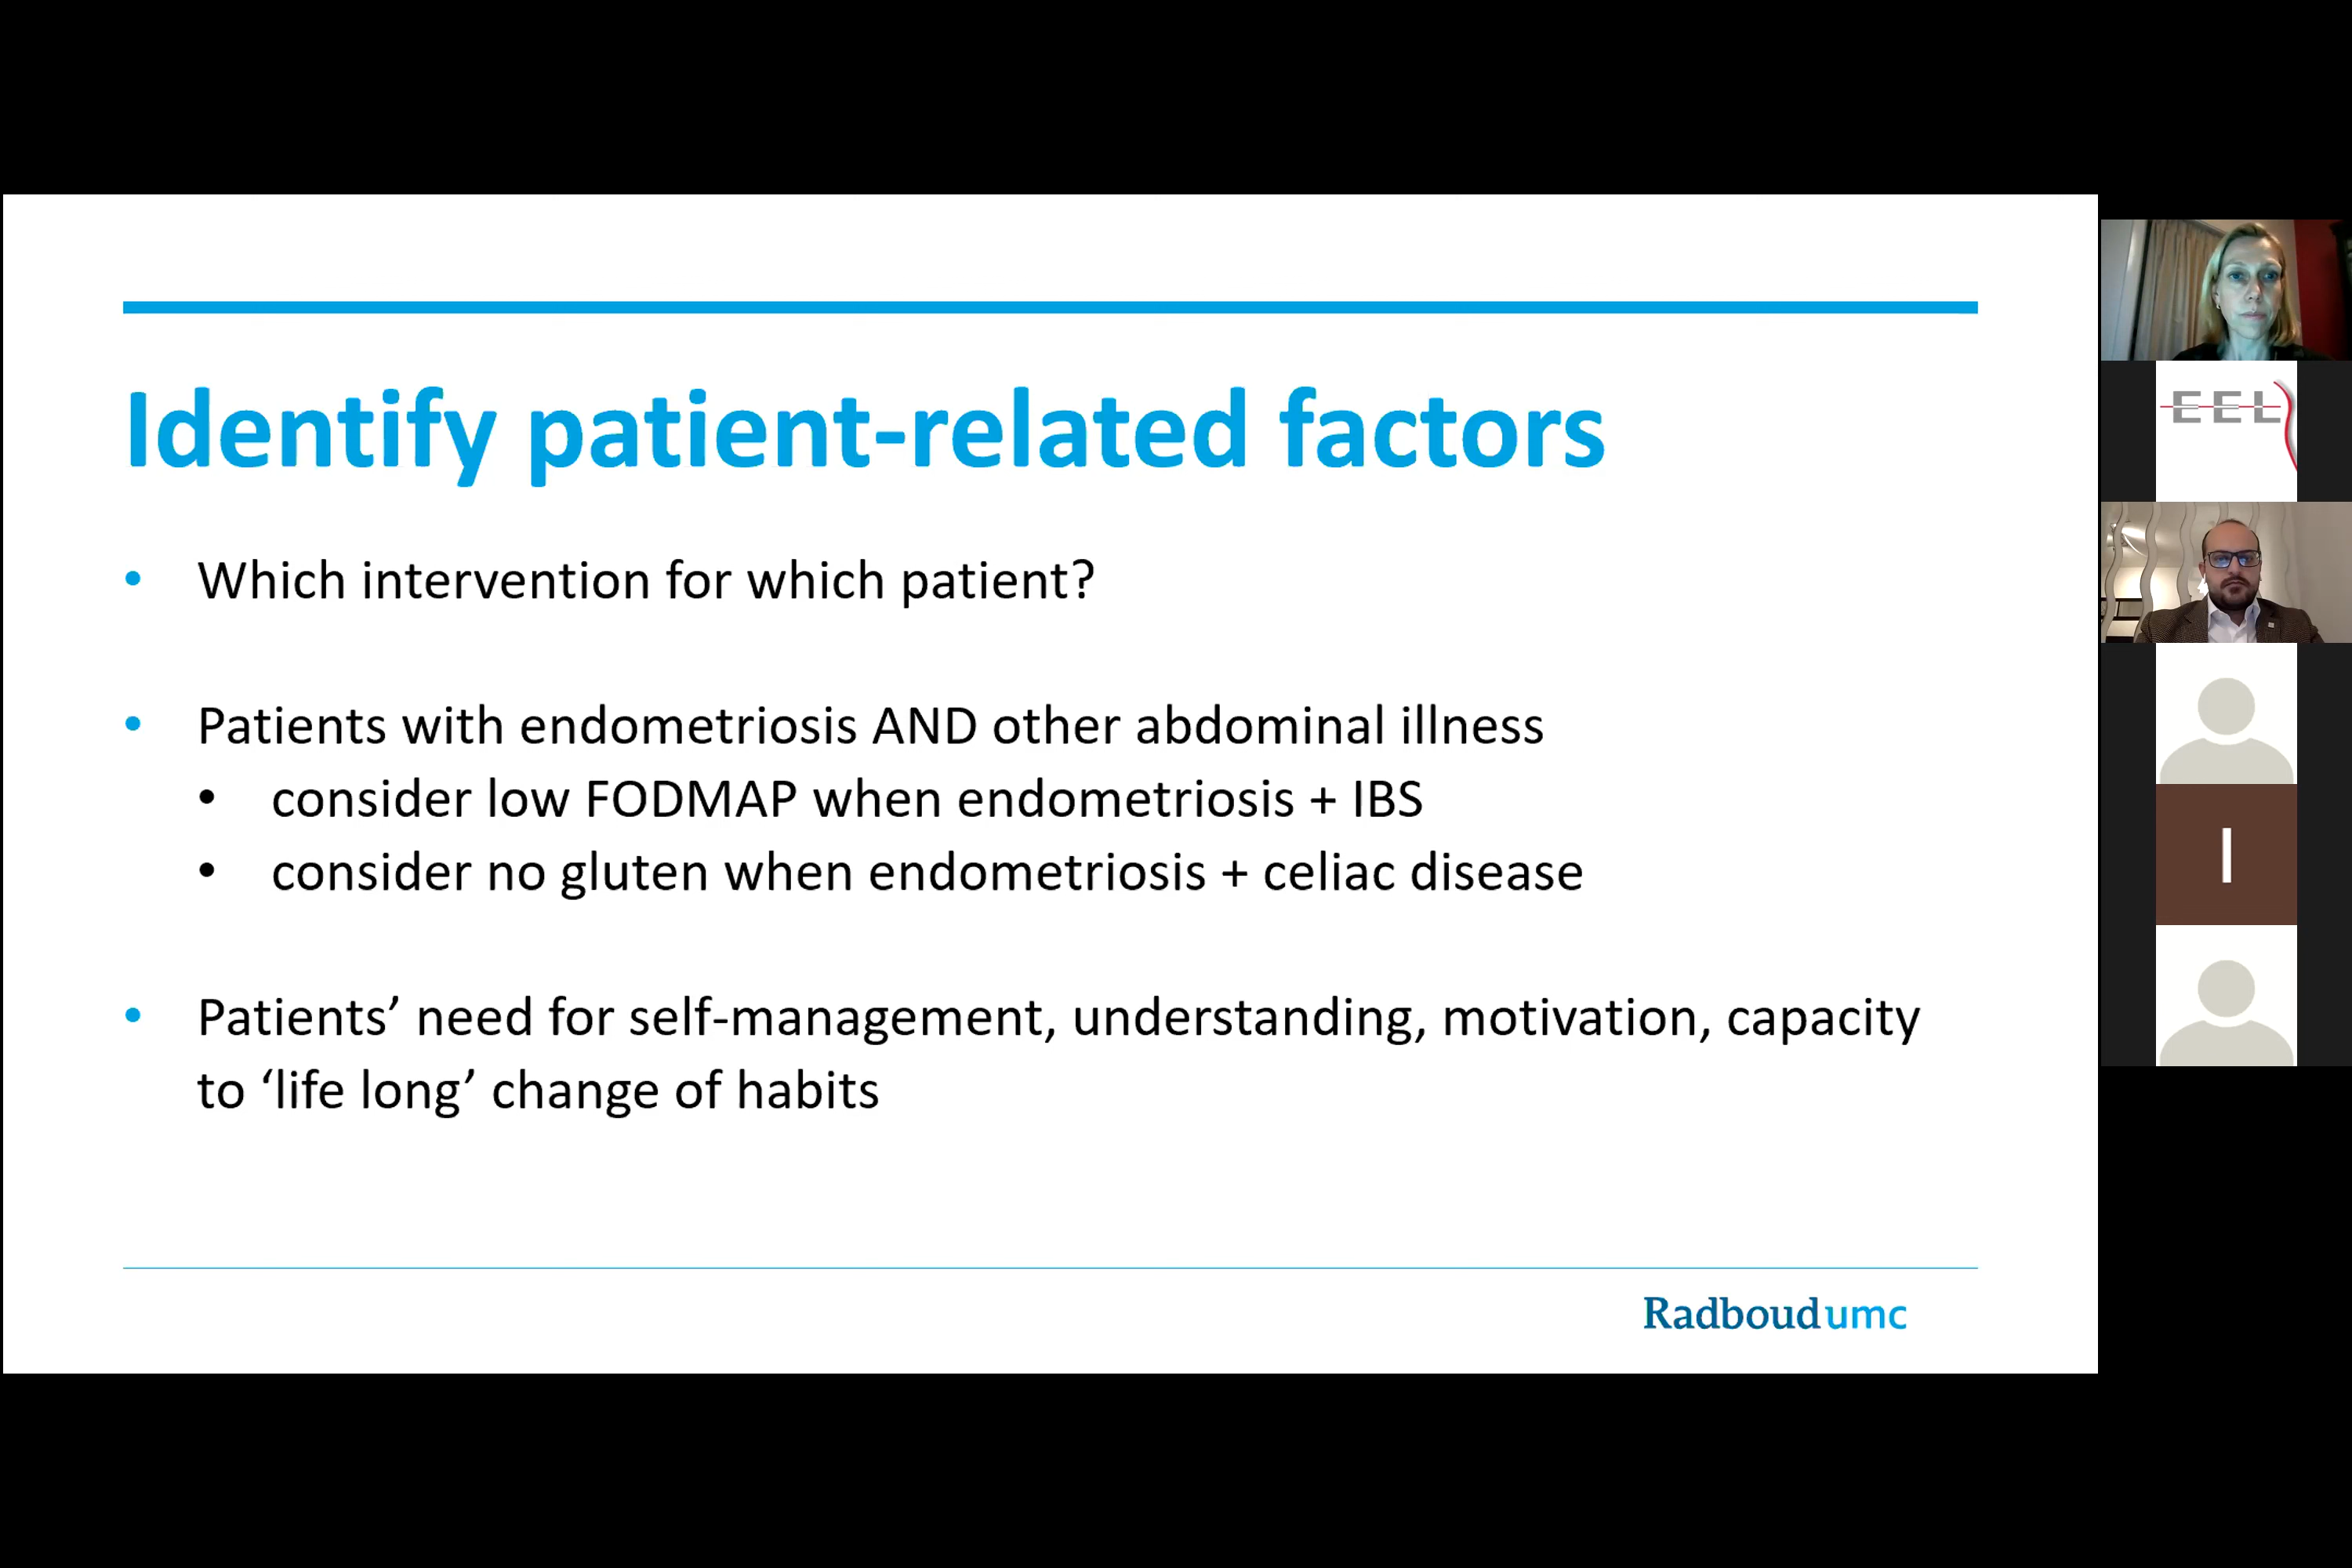 Identify patient-related factors
• Which intervention for which patient?
• Patients with endometriosis AND other abdominal illness
• consider low FODMAP when endometriosis + IBS
• consider no gluten when endometriosis + celiac disease
• Patients’ need for self-management, understanding, motivation, capacity
to ‘life long’ change of habits
Radboudumc
EEL
I